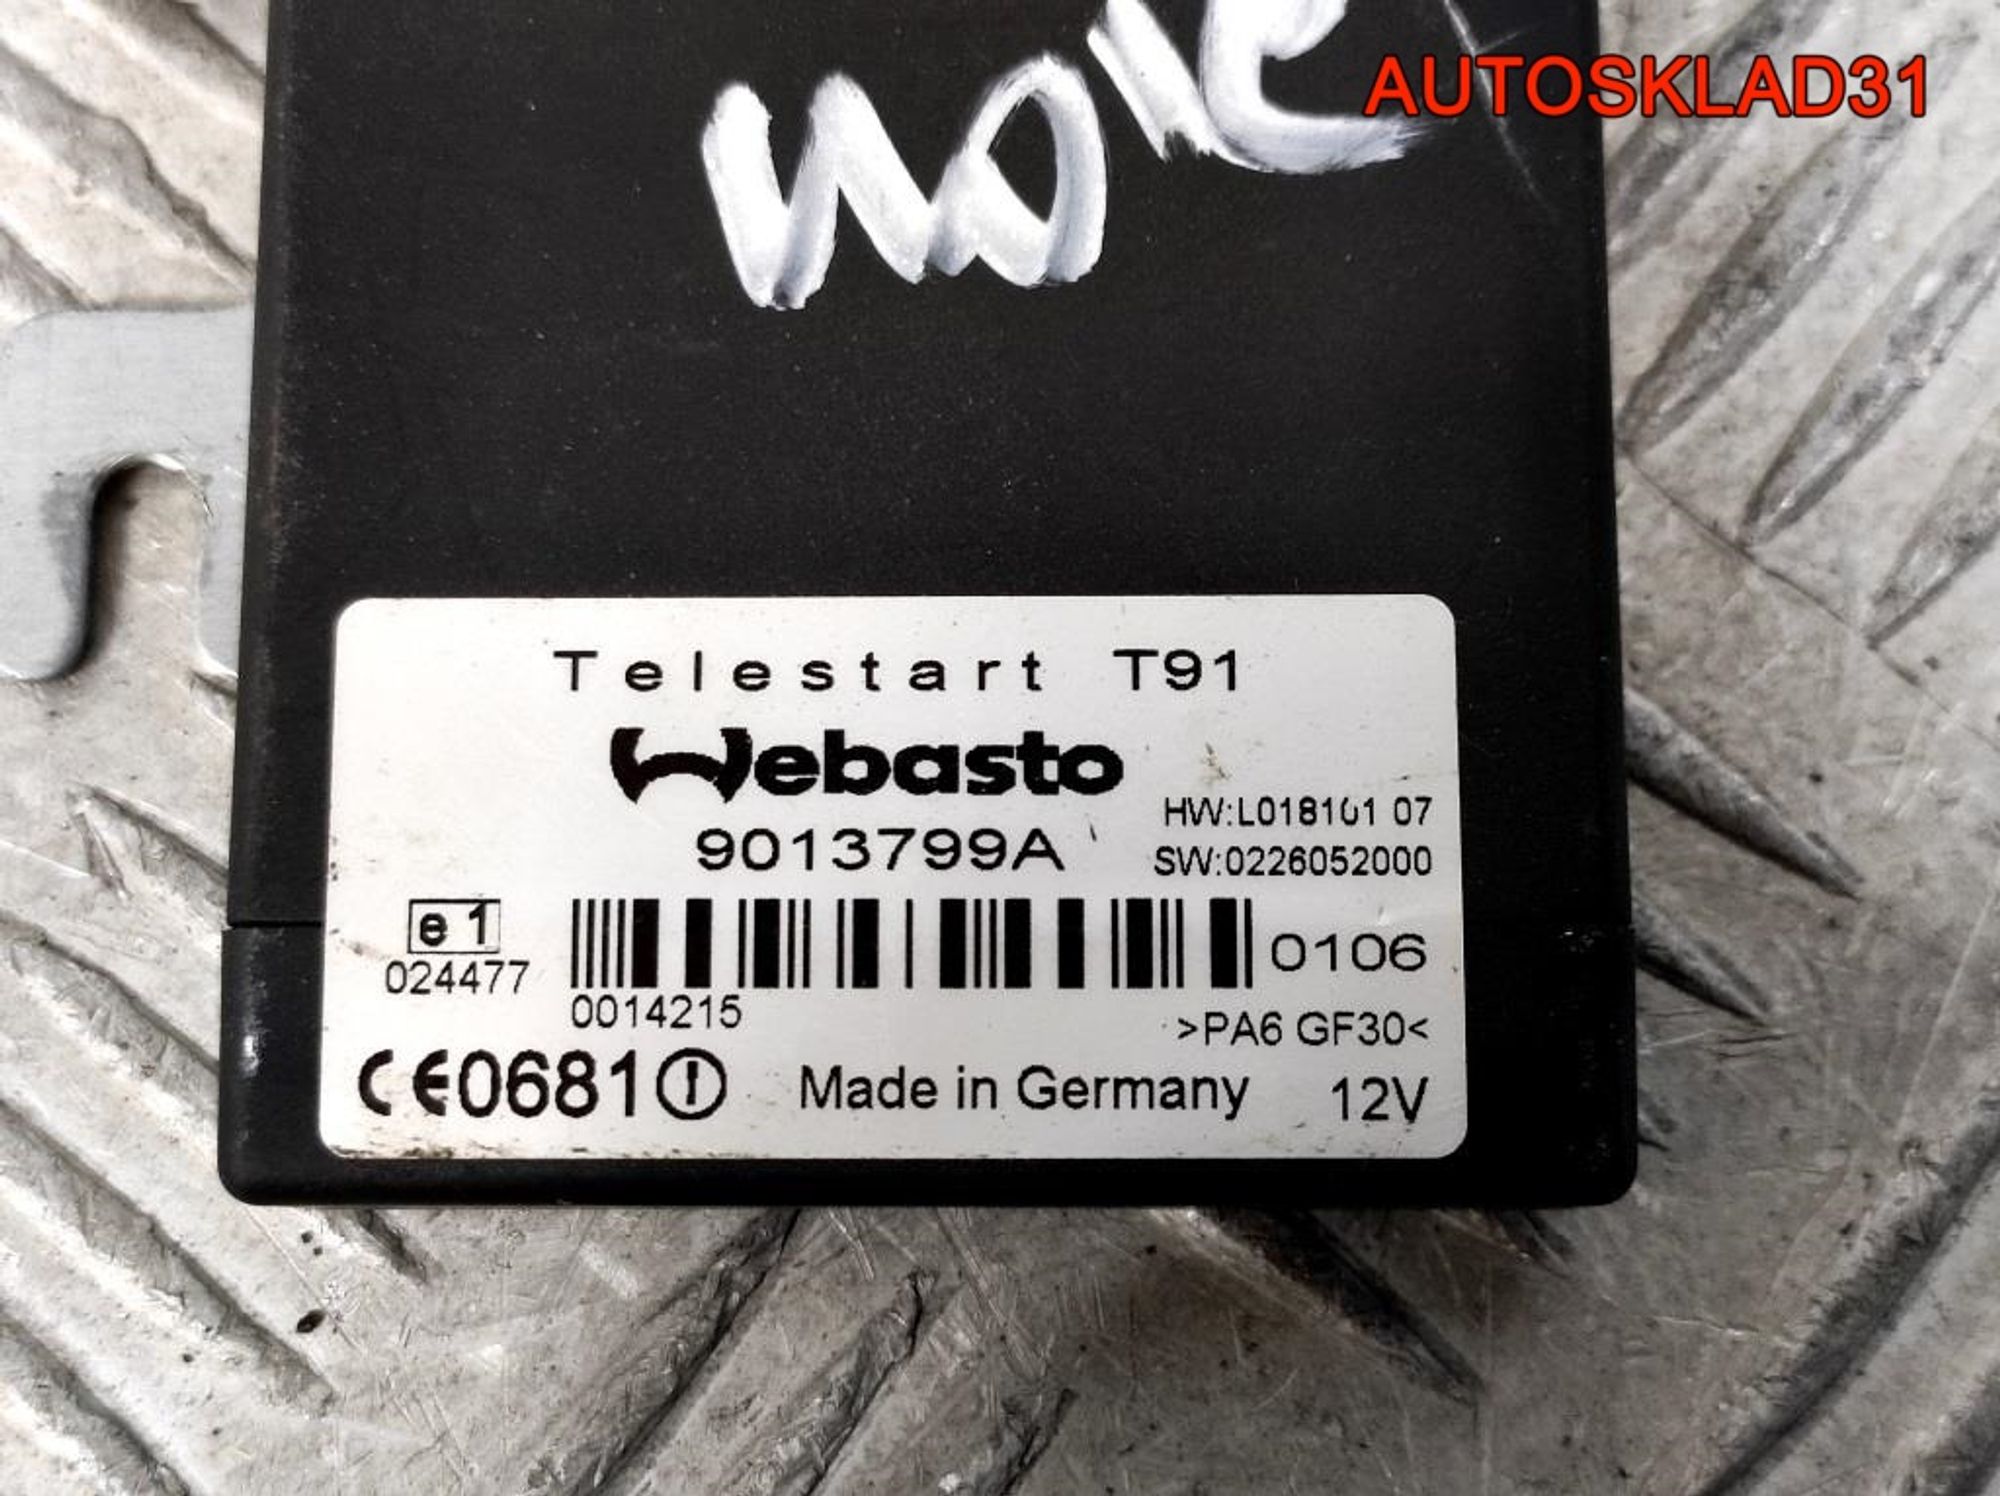 AUTOSKLAD31
Telestart T91
Webasto
HW:L018101 07
9013799A
SW:0226052000
e1
024477
0106
0014215
>PA6 GF30<
CE0681
Made in Germany
12V